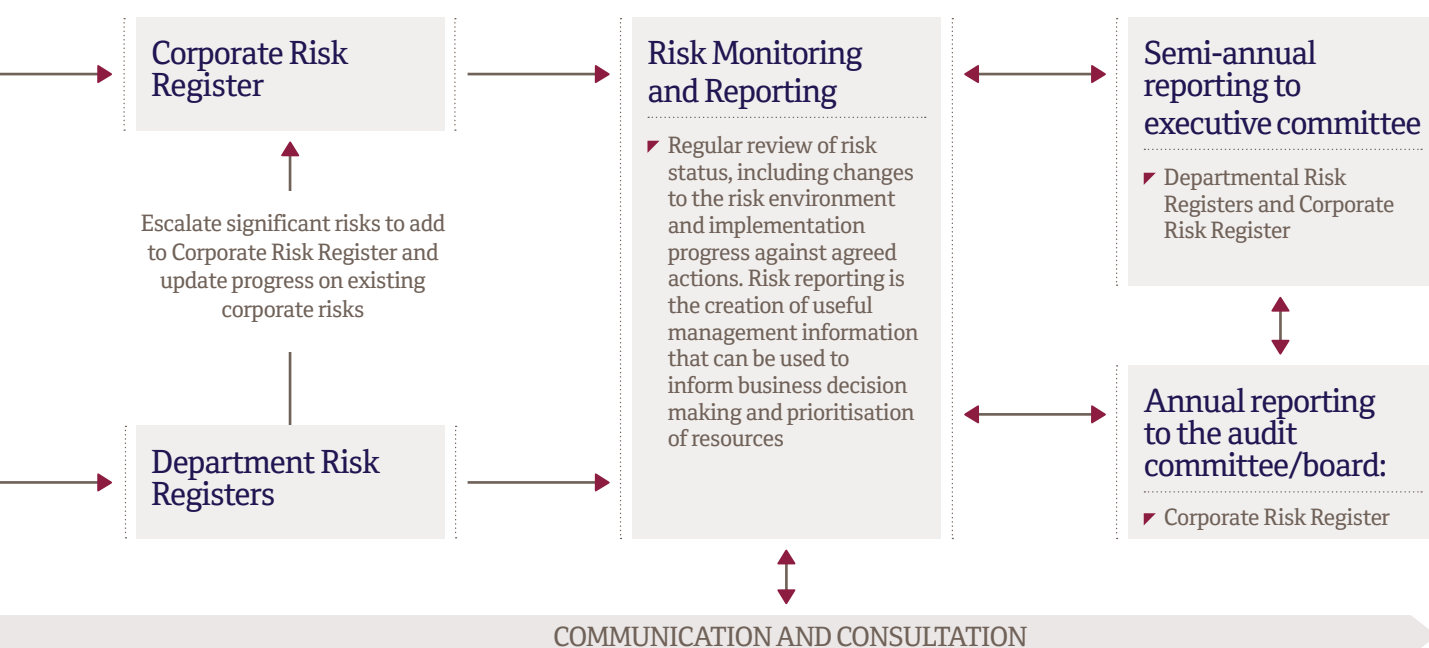 Corporate Risk
Register
Escalate significant risks to add
to Corporate Risk Register and
update progress on existing
corporate risks
Department Risk
Registers
Risk Monitoring
and Reporting
Regular review of risk
status, including changes
to the risk environment
and implementation
progress against agreed
actions. Risk reporting is
the creation of useful
management information
that can be used to
inform business decision
making and prioritisation
of resources
Semi-annual
reporting to
executive committee
Departmental Risk
Registers and Corporate
Risk Register
Annual reporting
to the audit
committee/board:
Corporate Risk Register
COMMUNICATION AND CONSULTATION